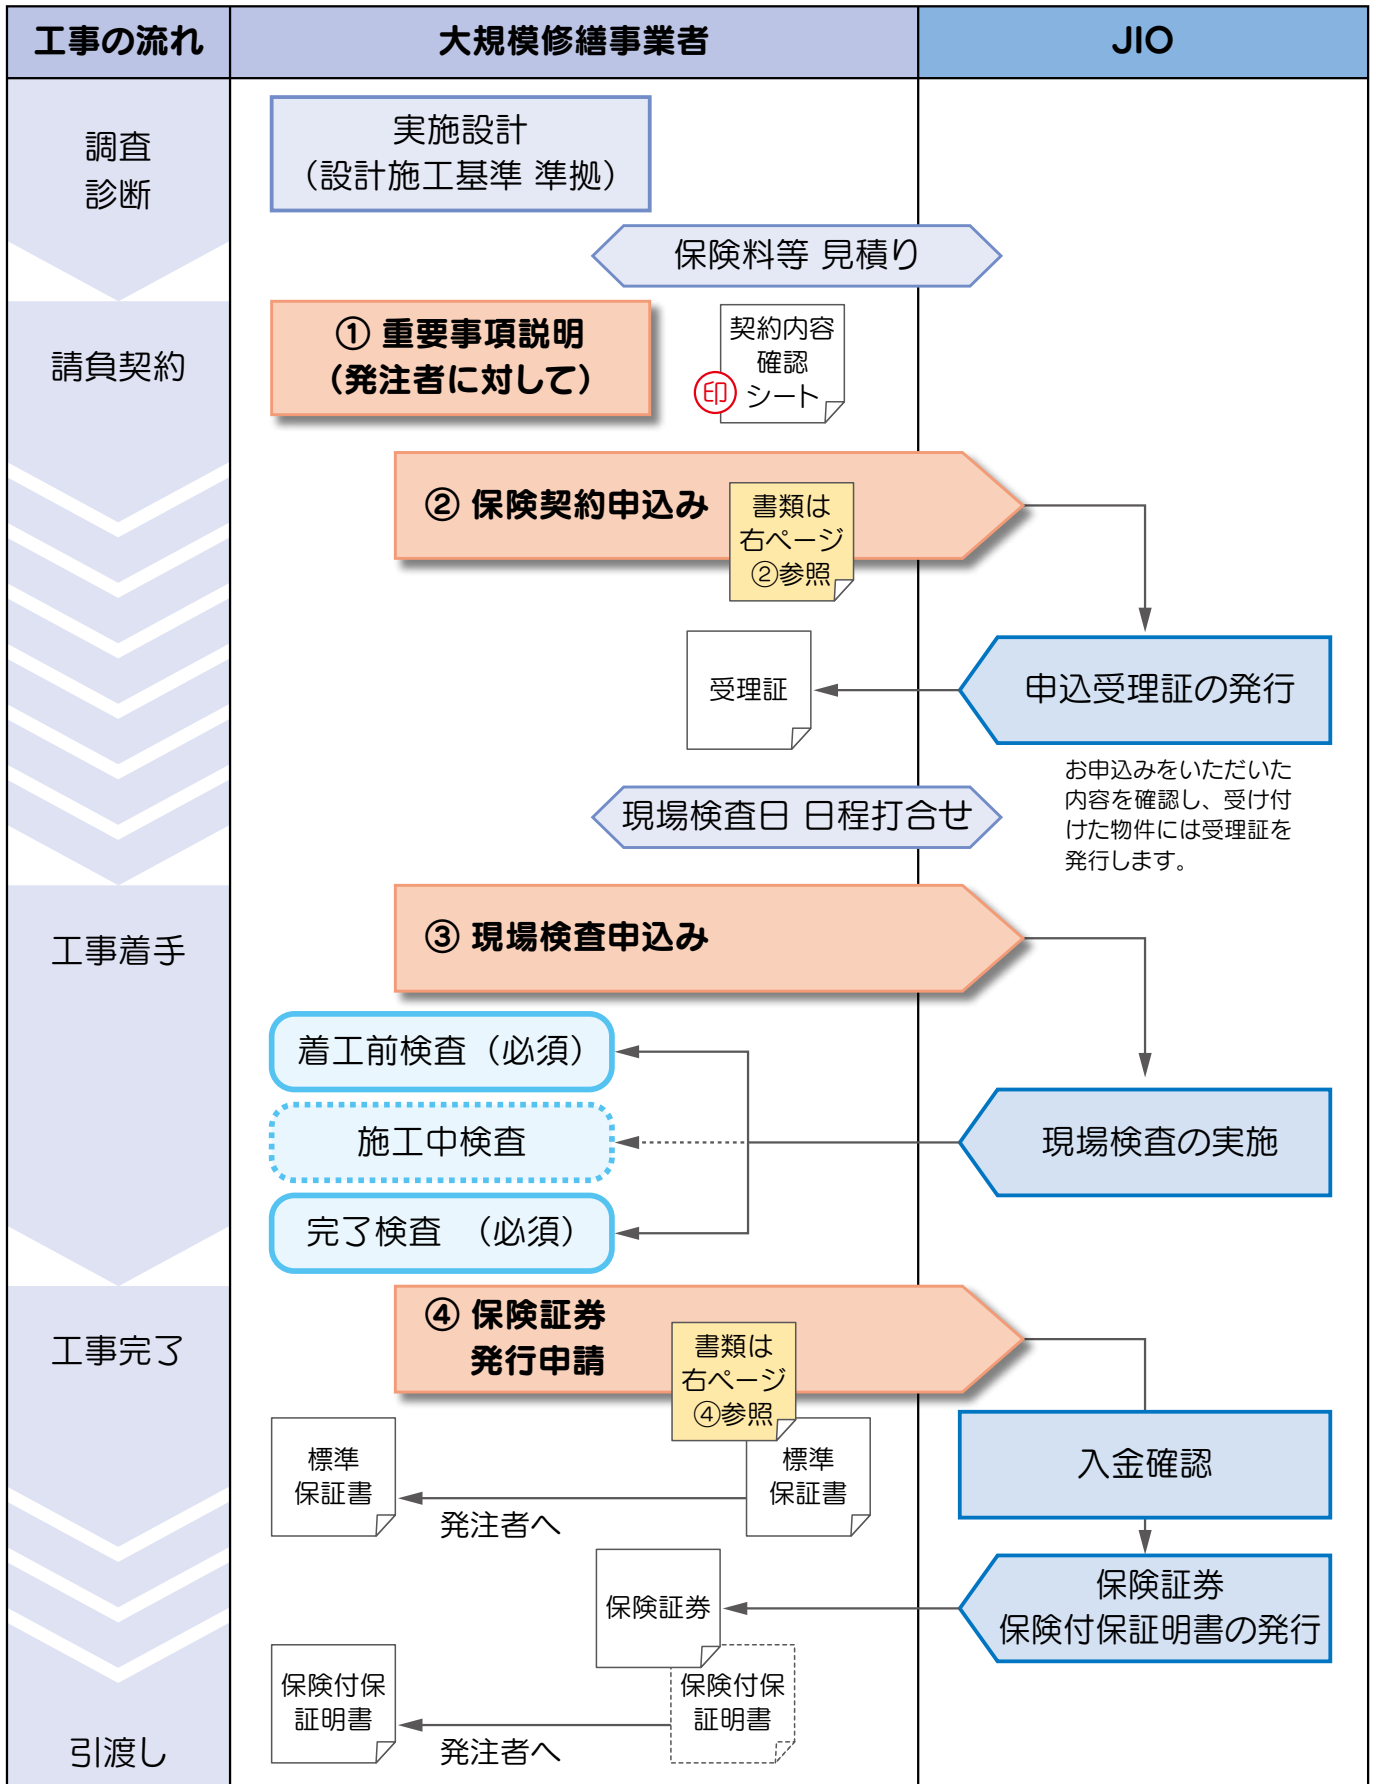 工事の流れ
大規模修繕事業者
JIO
調査
診断
実施設計
（設計施工基準 準拠）
保険料等 見積り
請負契約
① 重要事項説明
（発注者に対して）
契約内容
確認
シート
印
② 保険契約申込み
書類は
右ページ
②参照
受理証
申込受理証の発行
お申込みをいただいた
内容を確認し、受け付
けた物件には受理証を
発行します。
現場検査日 日程打合せ
工事着手
③ 現場検査申込み
着工前検査（必須）
施工中検査
完了検査 （必須）
現場検査の実施
工事完了
④ 保険証券
発行申請
書類は
右ページ
④参照
標準
保証書
発注者へ
標準
保証書
入金確認
保険証券
保険証券
保険付保証明書の発行
保険付保
証明書
発注者へ
保険付保
証明書
引渡し